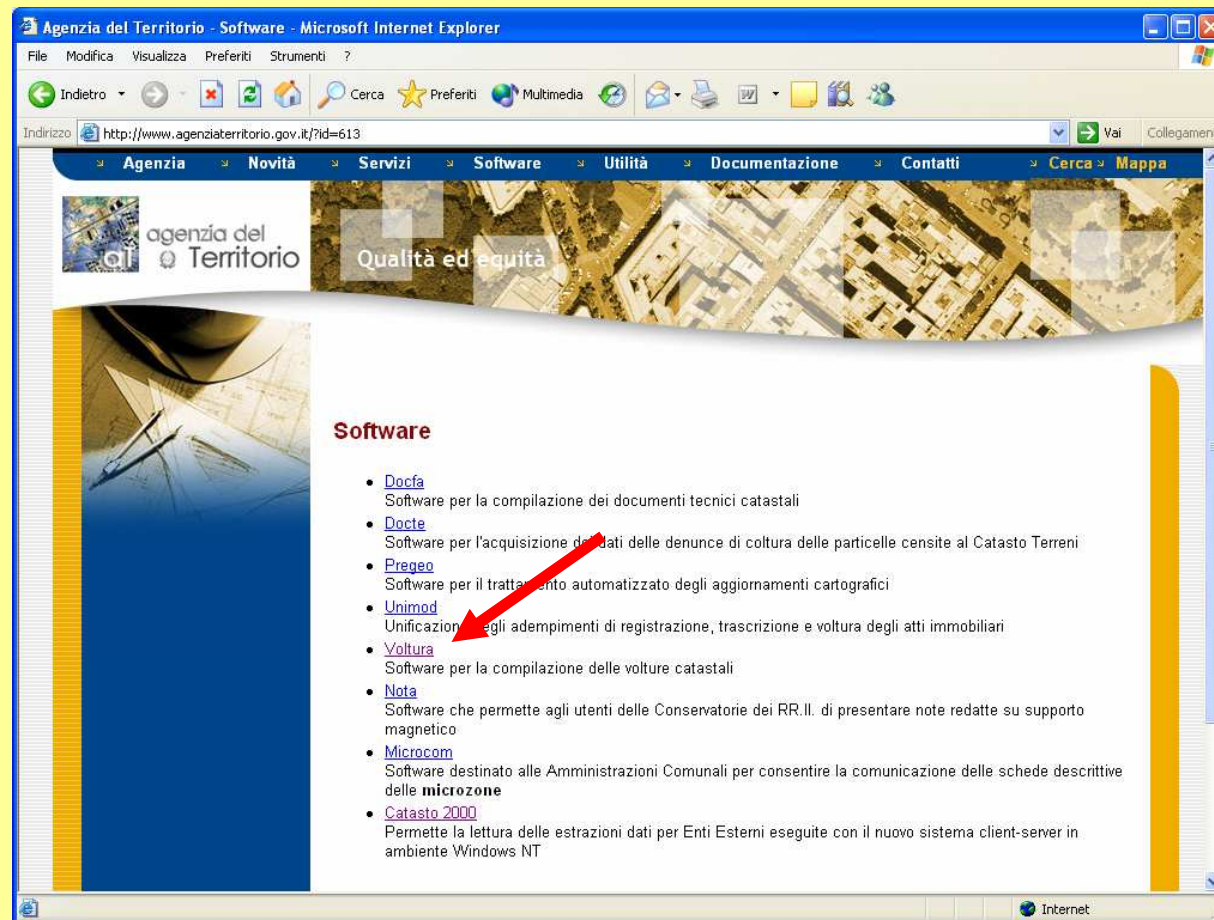 Agenzia del Territorio - Software - Microsoft Internet Explorer
File Modifica Visualizza Preferiti Strumenti ?
Indietro Cerca Preferiti Multimedia
Indirizzo http://www.agenziaterritorio.gov.it/?id=613 Vai Collegamen
Agenzia Novità Servizi Software Utilità Documentazione Contatti Cerca Mappa
agenzia del
Territorio
aT
Qualità ed equità
Software
• Docfa
Software per la compilazione dei documenti tecnici catastali
• Docte
Software per l'acquisizione dei dati delle denunce di coltura delle particelle censite al Catasto Terreni
• Pregeo
Software per il trattamento automatizzato degli aggiornamenti cartografici
• Unimod
Unificazione degli adempimenti di registrazione, trascrizione e voltura degli atti immobiliari
• Voltura
Software per la compilazione delle volture catastali
• Nota
Software che permette agli utenti delle Conservatorie dei RR.II. di presentare note redatte su supporto
magnetico
• Microcom
Software destinato alle Amministrazioni Comunali per consentire la comunicazione delle schede descrittive
delle microzone
• Catasto 2000
Permette la lettura delle estrazioni dati per Enti Esterni eseguite con il nuovo sistema client-server in
ambiente Windows NT
Internet